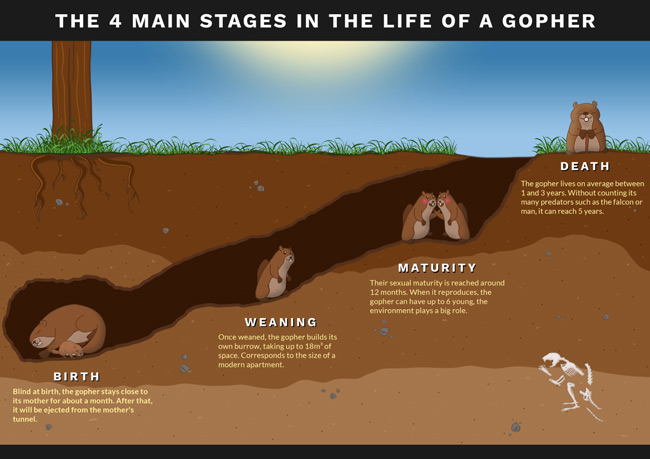 THE 4 MAIN STAGES IN THE LIFE OF A GOPHER
DEATH
The gopher lives on average between
1 and 3 years. Without counting its
many predators such as the falcon or
man, it can reach 5 years.
MATURITY
Their sexual maturity is reached around
12 months. When it reproduces, the
gopher can have up to 6 young, the
environment plays a big role.
WEANING
Once weaned, the gopher builds its
own burrow, taking up to 18m² of
space. Corresponds to the size of a
modern apartment.
BIRTH
Blind at birth, the gopher stays close to
its mother for about a month. After that,
it will be ejected from the mother's
tunnel.